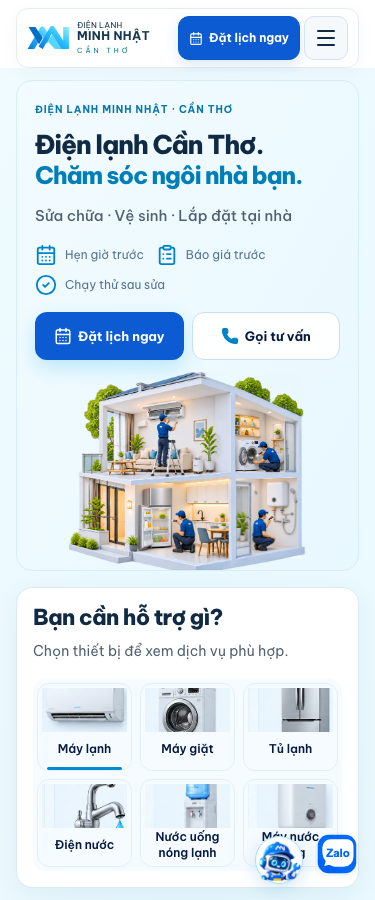 ĐIỆN LẠNH
MINH NHẬT
CẦN THƠ
Đặt lịch ngay
ĐIỆN LẠNH MINH NHẬT · CẦN THƠ
Điện lạnh Cần Thơ.
Chăm sóc ngôi nhà bạn.
Sửa chữa · Vệ sinh · Lắp đặt tại nhà
Hẹn giờ trước
Báo giá trước
Chạy thử sau sửa
Đặt lịch ngay
Gọi tư vấn
Bạn cần hỗ trợ gì?
Chọn thiết bị để xem dịch vụ phù hợp.
Máy lạnh
Máy giặt
Tủ lạnh
Điện nước
Nước uống
nóng lạnh
Máy nước
Zalo